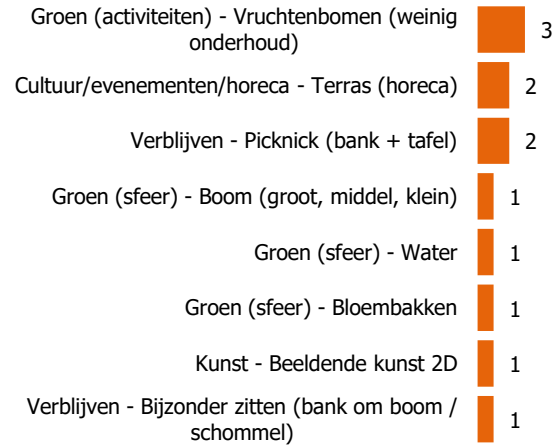 Groen (activiteiten) - Vruchtenbomen (weinig
onderhoud)
3
Cultuur/evenementen/horeca - Terras (horeca)
2
Verblijven - Picknick (bank + tafel)
2
Groen (sfeer) - Boom (groot, middel, klein)
1
Groen (sfeer) - Water
1
Groen (sfeer) - Bloembakken
1
Kunst - Beeldende kunst 2D
1
Verblijven - Bijzonder zitten (bank om boom /
schommel)
1